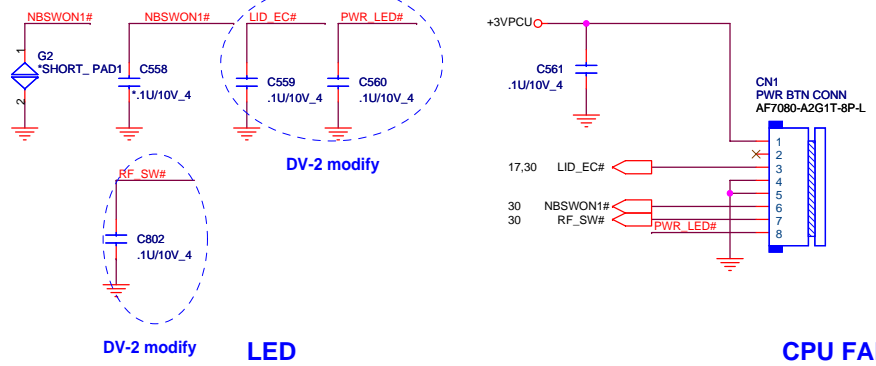 NBSWON1# NBSWON1# LID_EC# PWR_LED#
1
G2
*SHORT_ PAD1
2
C558
*.1U/10V_4
C559
.1U/10V_4
C560
.1U/10V_4
DV-2 modify
RF_SW#
C802
.1U/10V_4
DV-2 modify
LED
+3VPCU
C561
.1U/10V_4
CN1
PWR BTN CONN
AF7080-A2G1T-8P-L
1
2
17,30 LID_EC# 3
4
5
30 NBSWON1# 6
30 RF_SW# 7
PWR_LED# 8
CPU FA